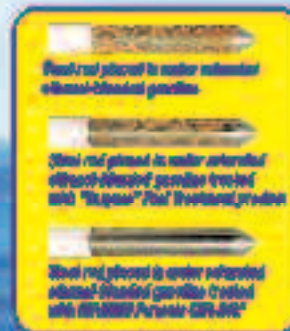 Steel rod placed in water saturated
ethanol-blended gasoline
Steel rod placed in water saturated
ethanol-blended gasoline treated
with Fuel Treatment product
Steel rod placed in water saturated
ethanol-blended gasoline treated
with